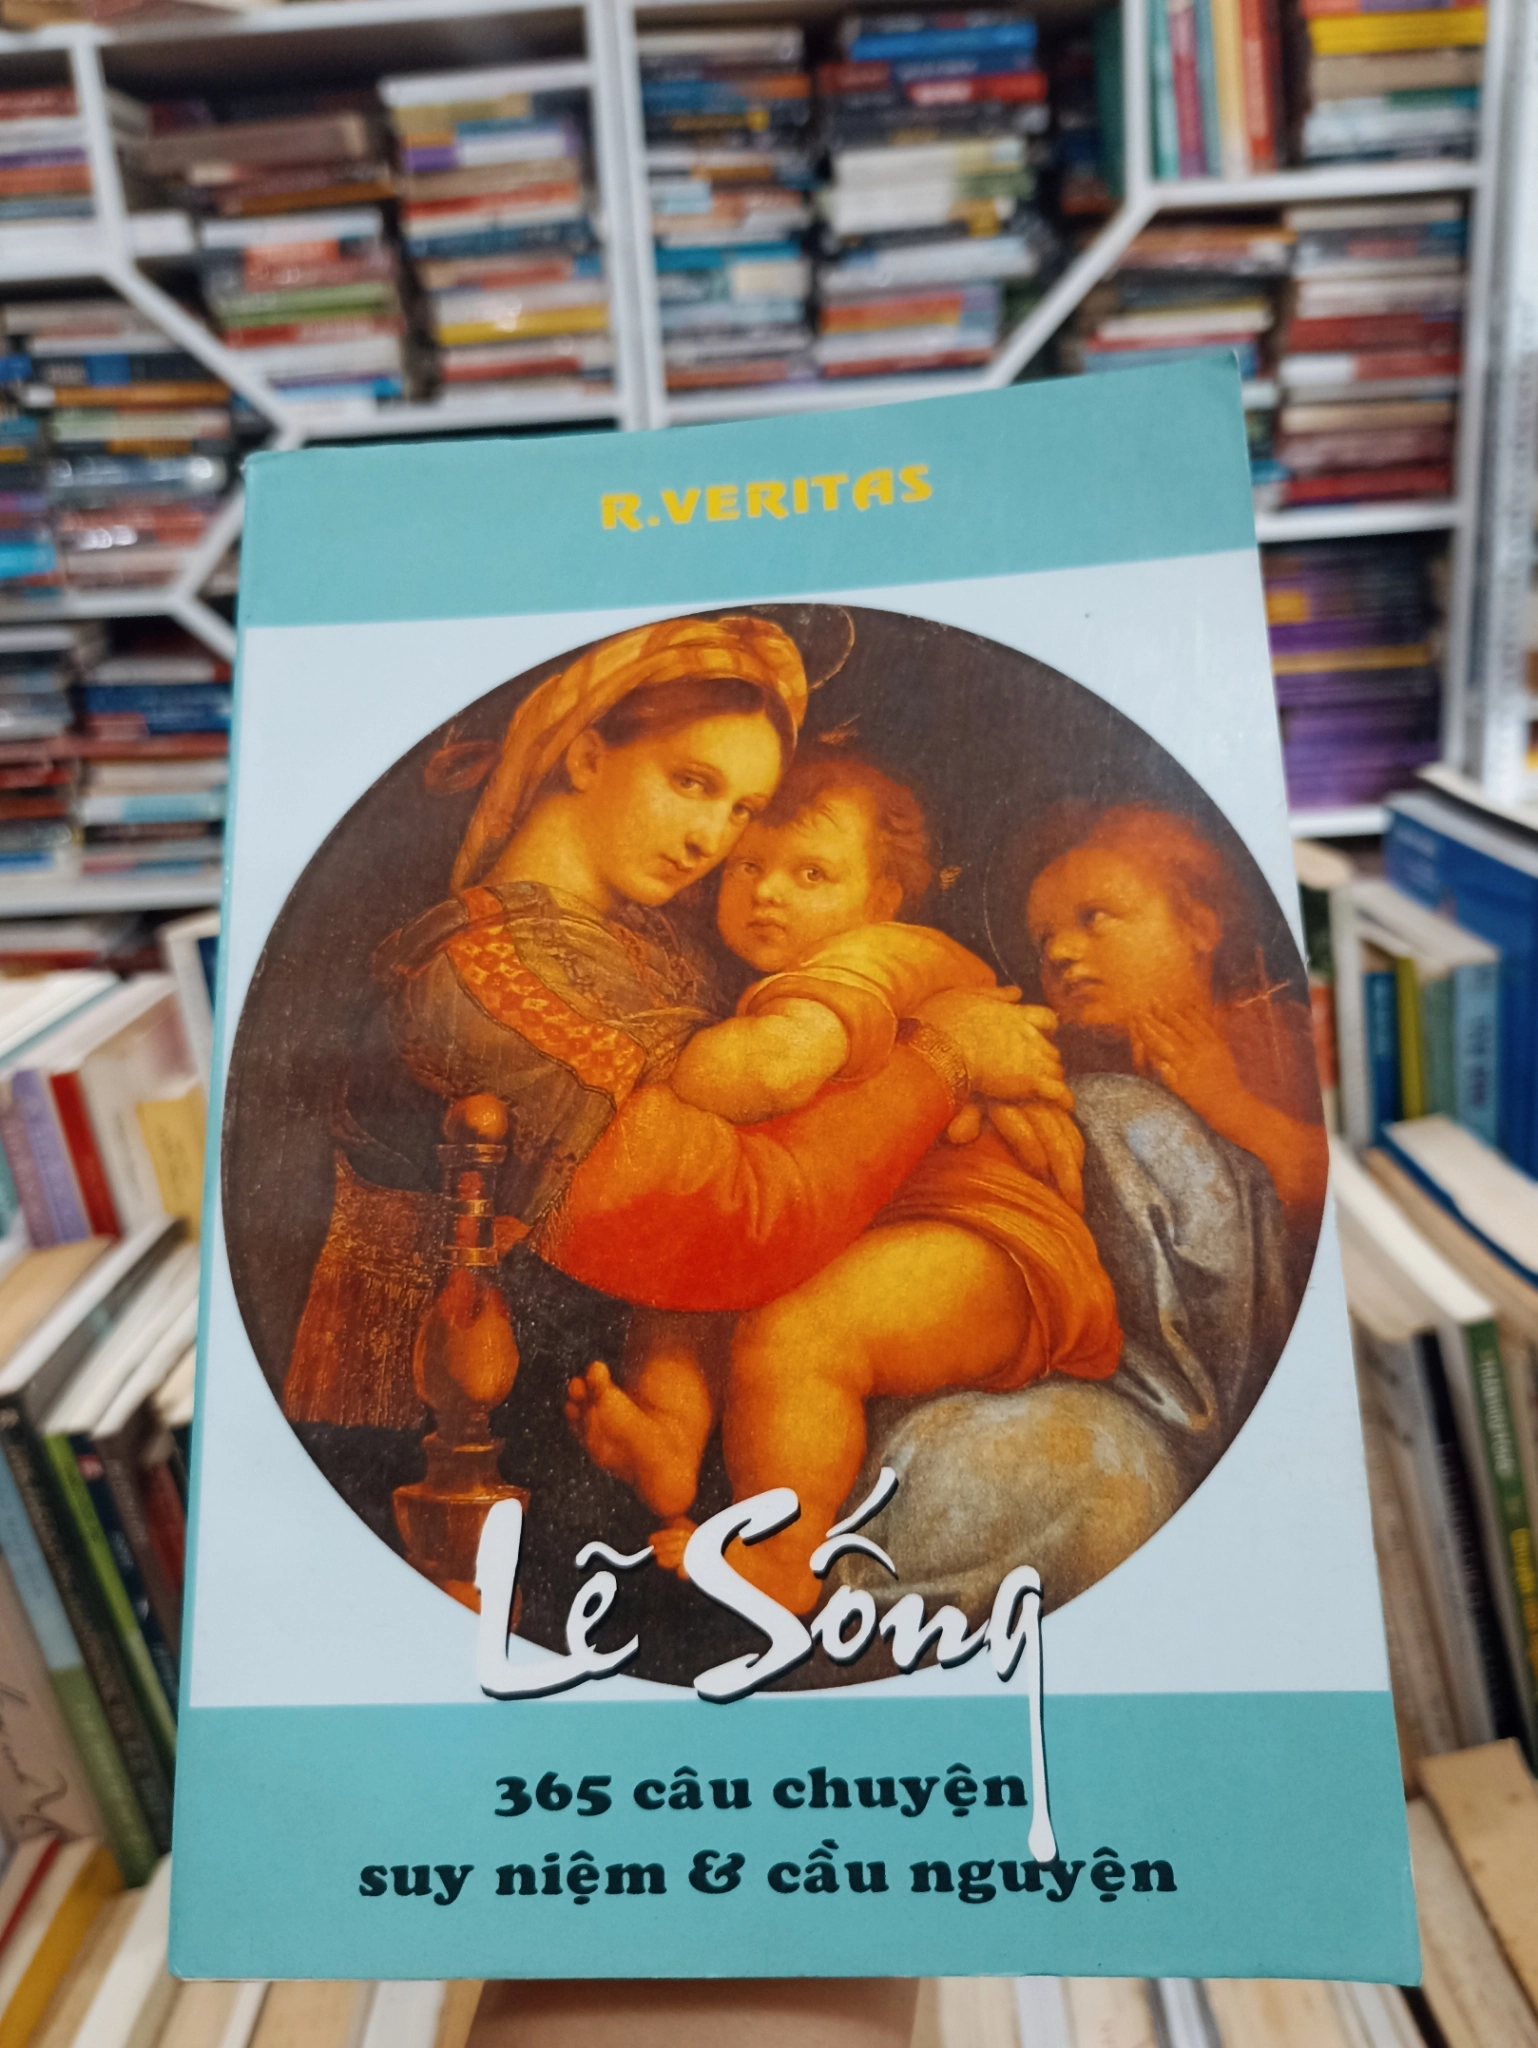 R.VERITAS
Lẽ Sống
365 câu chuyện
suy niệm & cầu nguyện